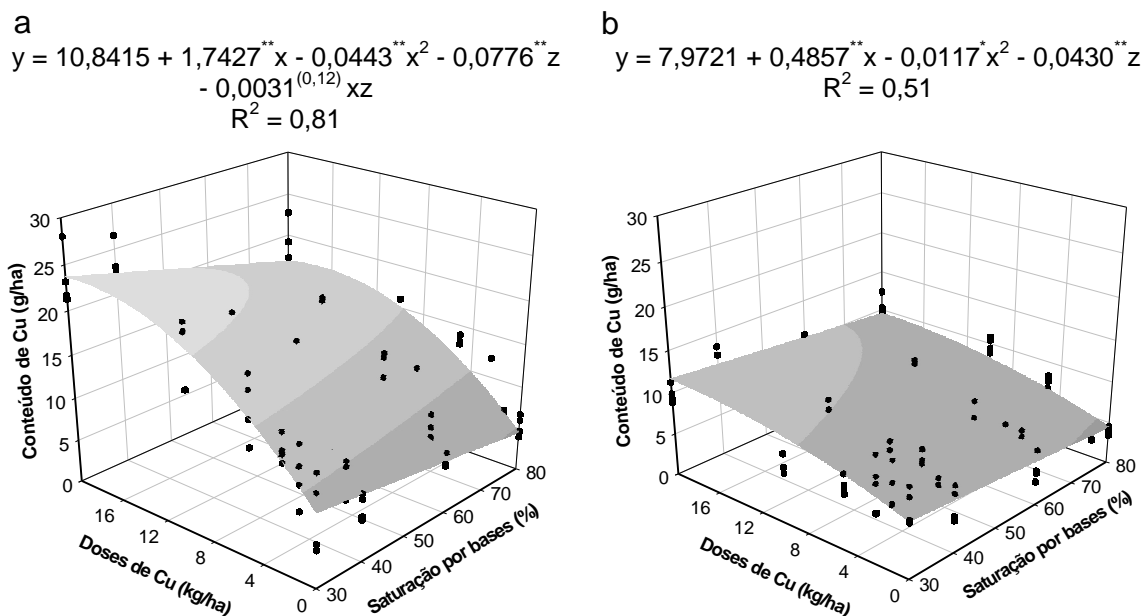 a
y = 10,8415 + 1,7427**x - 0,0443**x² - 0,0776**z
- 0,0031(0,12) xz
R² = 0,81
30
25
20
15
10
5
0
Conteúdo de Cu (g/ha)
16
12
8
4
0
Doses de Cu (kg/ha)
30
40
50
60
70
80
Saturação por bases (%)
b
y = 7,9721 + 0,4857**x - 0,0117*x² - 0,0430**z
R² = 0,51
30
25
20
15
10
5
0
Conteúdo de Cu (g/ha)
16
12
8
4
0
Doses de Cu (kg/ha)
30
40
50
60
70
80
Saturação por bases (%)